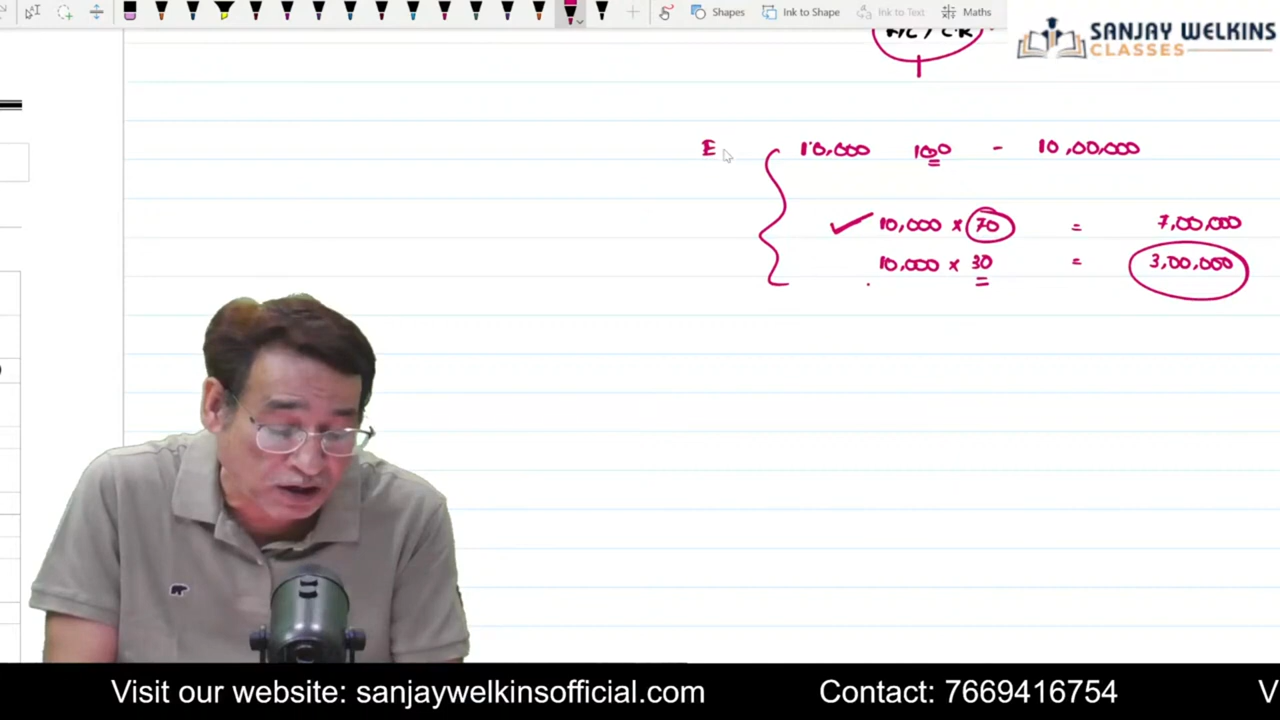 Shapes Ink to Shape Ink to Text Maths
SANJAY WELKINS
CLASSES
E 10,000 100 - 10,00,000
10,000 × 70 = 7,00,000
10,000 × 30 = 3,00,000
Visit our website: sanjaywelkinsofficial.com Contact: 7669416754 V